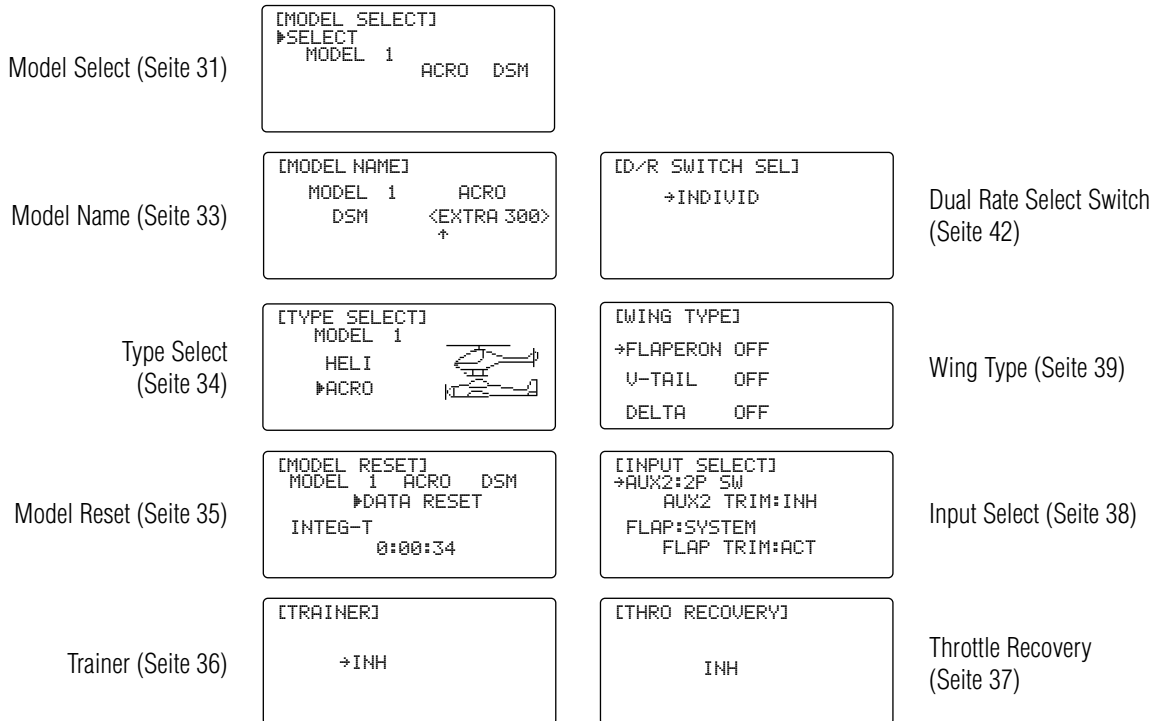 Model Select (Seite 31)
[MODEL SELECT]
SELECT
MODEL 1
ACRO DSM
Model Name (Seite 33)
[MODEL NAME]
MODEL 1 ACRO
DSM <EXTRA 300>
↑
[D/R SWITCH SEL]
→INDIVID
Dual Rate Select Switch
(Seite 42)
Type Select
(Seite 34)
[TYPE SELECT]
MODEL 1
HELI
ACRO
[WING TYPE]
→FLAPERON OFF
V-TAIL OFF
DELTA OFF
Wing Type (Seite 39)
Model Reset (Seite 35)
[MODEL RESET]
MODEL 1 ACRO DSM
DATA RESET
INTEG-T
0:00:34
[INPUT SELECT]
→AUX2:2P SW
AUX2 TRIM:INH
FLAP:SYSTEM
FLAP TRIM:ACT
Input Select (Seite 38)
Trainer (Seite 36)
[TRAINER]
→INH
[THRO RECOVERY]
INH
Throttle Recovery
(Seite 37)